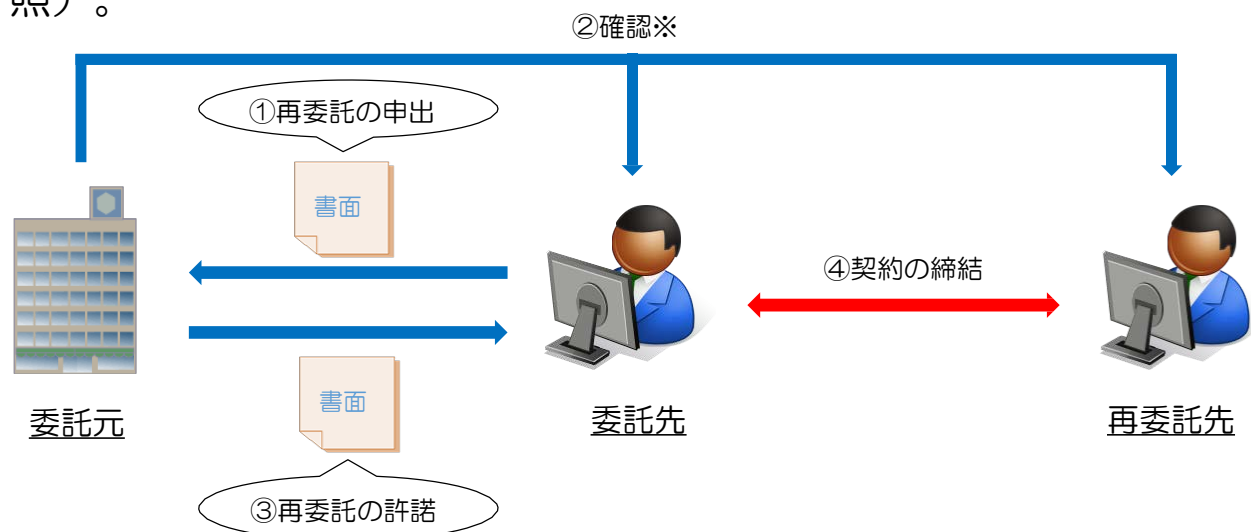 照）。
②確認※
①再委託の申出
書面
④契約の締結
書面
委託元
委託先
再委託先
③再委託の許諾